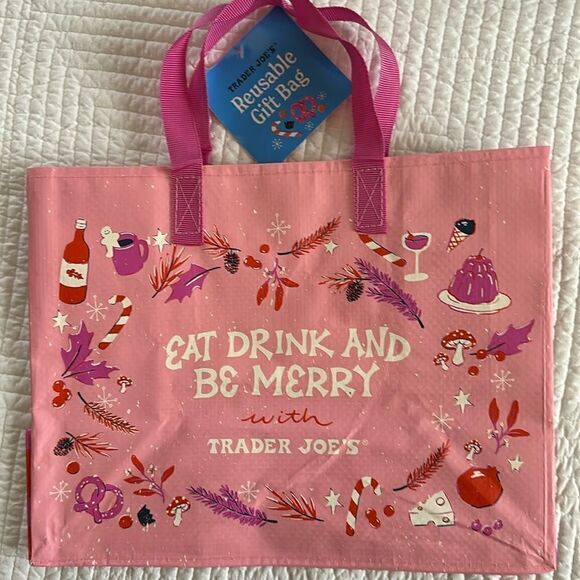 TRADER JOE'S
Reusable
Gift Bag
EAT DRINK AND
BE MERRY
with
TRADER JOE'S®